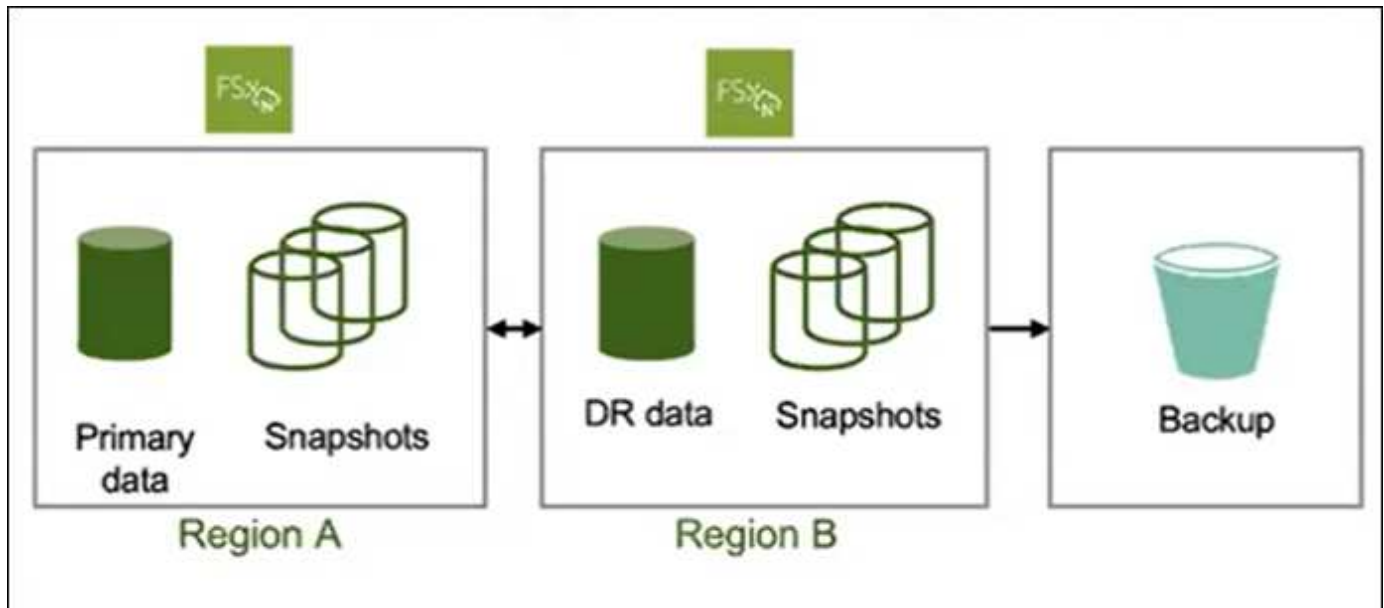 FSx
N
FSx
N
Primary
data
Snapshots
DR data
Snapshots
Backup
Region A
Region B